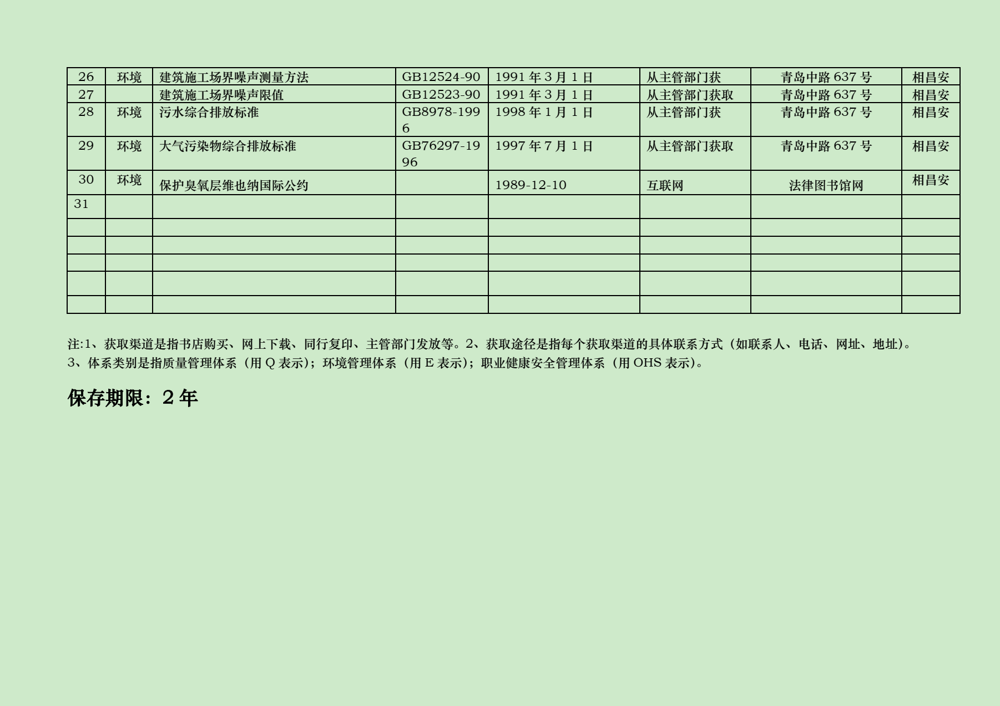 26 环境 建筑施工场界噪声测量方法 GB12524-90 1991 年 3 月 1 日 从主管部门获 青岛中路 637 号 相昌安
27 建筑施工场界噪声限值 GB12523-90 1991 年 3 月 1 日 从主管部门获取 青岛中路 637 号 相昌安
28 环境 污水综合排放标准 GB8978-199 1998 年 1 月 1 日 从主管部门获 青岛中路 637 号 相昌安
6
29 环境 大气污染物综合排放标准 GB76297-19 1997 年 7 月 1 日 从主管部门获取 青岛中路 637 号 相昌安
96
30 环境 保护臭氧层维也纳国际公约 1989-12-10 互联网 法律图书馆网 相昌安
31
注:1、获取渠道是指书店购买、网上下载、同行复印、主管部门发放等。2、获取途径是指每个获取渠道的具体联系方式（如联系人、电话、网址、地址）。
3、体系类别是指质量管理体系（用 Q 表示）；环境管理体系（用 E 表示）；职业健康安全管理体系（用 OHS 表示）。
保存期限：2 年